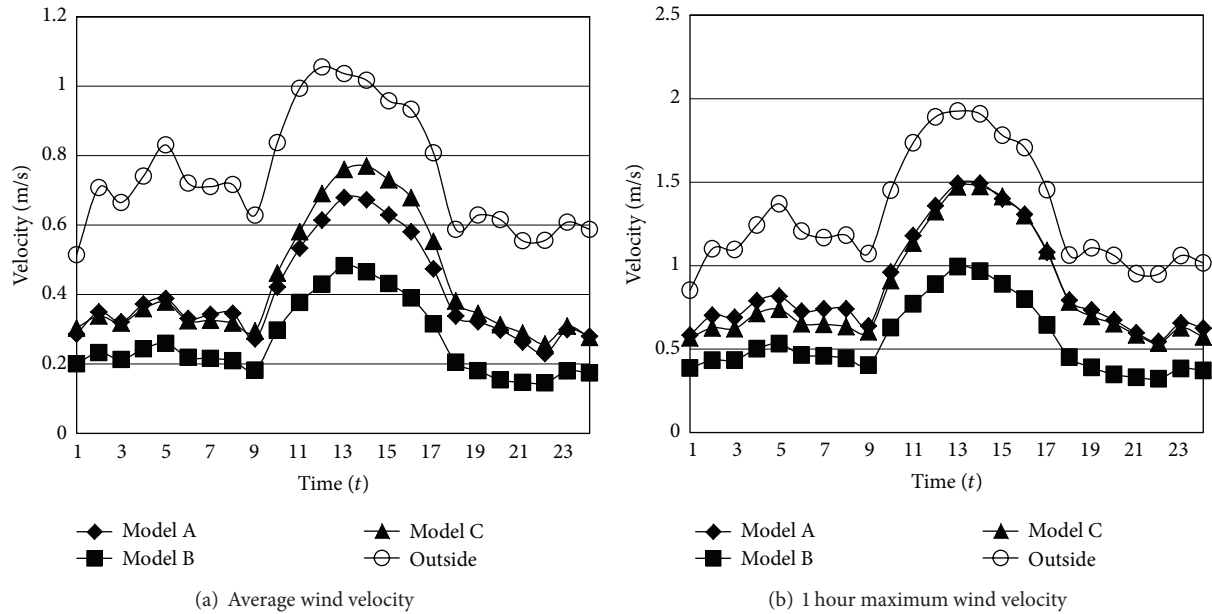 1.2
1
0.8
0.6
0.4
0.2
0
Velocity (m/s)
1 3 5 7 9 11 13 15 17 19 21 23
Time (t)
Model A
Model B
Model C
Outside
(a) Average wind velocity
2.5
2
1.5
1
0.5
0
Velocity (m/s)
1 3 5 7 9 11 13 15 17 19 21 23
Time (t)
Model A
Model B
Model C
Outside
(b) 1 hour maximum wind velocity